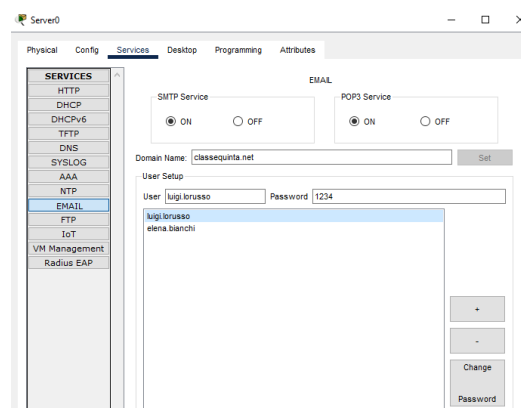 Server0
Physical Config Services Desktop Programming Attributes
SERVICES
HTTP
DHCP
DHCPv6
TFTP
DNS
SYSLOG
AAA
NTP
EMAIL
FTP
IoT
VM Management
Radius EAP
EMAIL
SMTP Service
ON OFF
POP3 Service
ON OFF
Domain Name: classequinta.net Set
User Setup
User luigi.lorusso Password 1234
luigi.lorusso
elena.bianchi
+
-
Change
Password